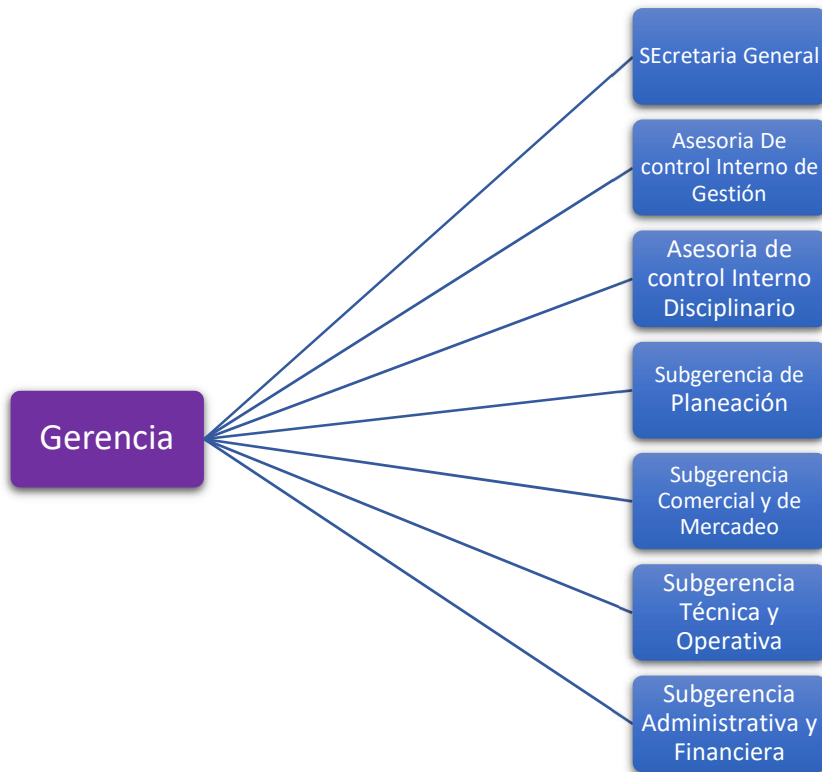 SEcretaria General
Asesoria De
control Interno de
Gestión
Asesoria de
control Interno
Disciplinario
Subgerencia de
Planeación
Gerencia
Subgerencia
Comercial y de
Mercadeo
Subgerencia
Técnica y
Operativa
Subgerencia
Administrativa y
Financiera